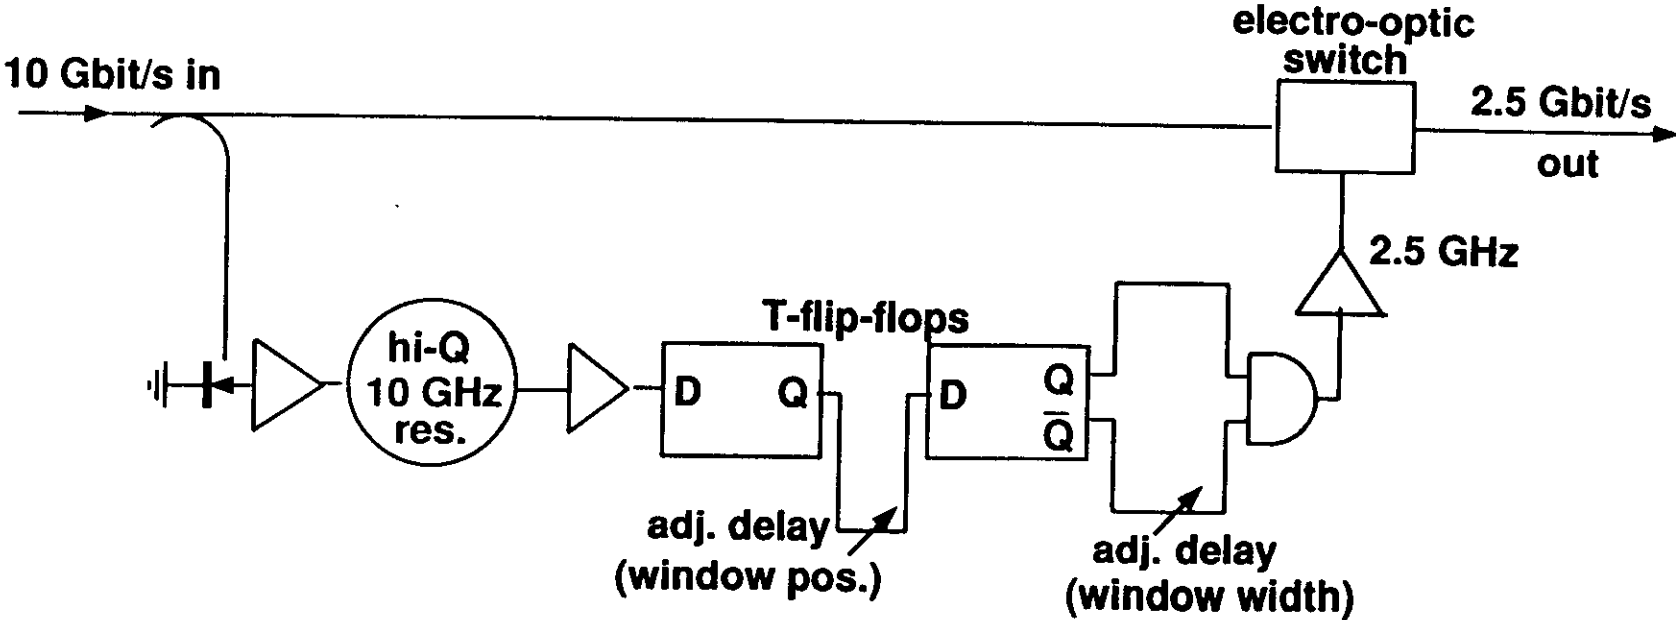 electro-optic
switch
10 Gbit/s in
2.5 Gbit/s
out
2.5 GHz
T-flip-flops
hi-Q
10 GHz
res.
D Q
D Q
Q̅
adj. delay
(window pos.)
adj. delay
(window width)